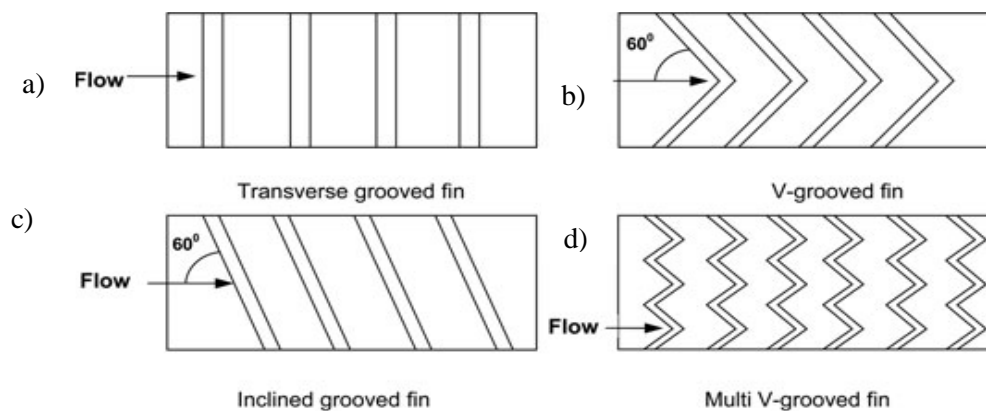 a)
Flow
Transverse grooved fin
b)
60⁰
V-grooved fin
c)
60⁰
Flow
Inclined grooved fin
d)
Flow
Multi V-grooved fin